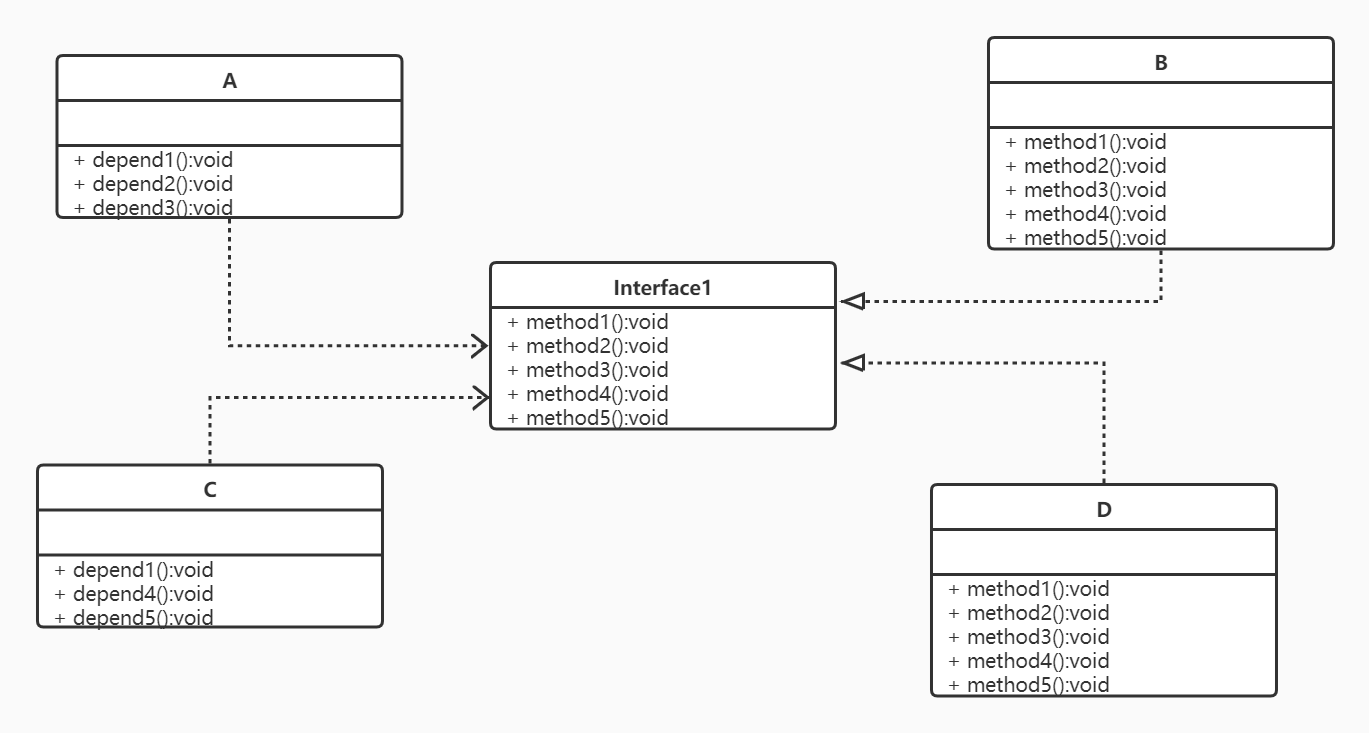 A
+ depend1():void
+ depend2():void
+ depend3():void
B
+ method1():void
+ method2():void
+ method3():void
+ method4():void
+ method5():void
Interface1
+ method1():void
+ method2():void
+ method3():void
+ method4():void
+ method5():void
C
+ depend1():void
+ depend4():void
+ depend5():void
D
+ method1():void
+ method2():void
+ method3():void
+ method4():void
+ method5():void